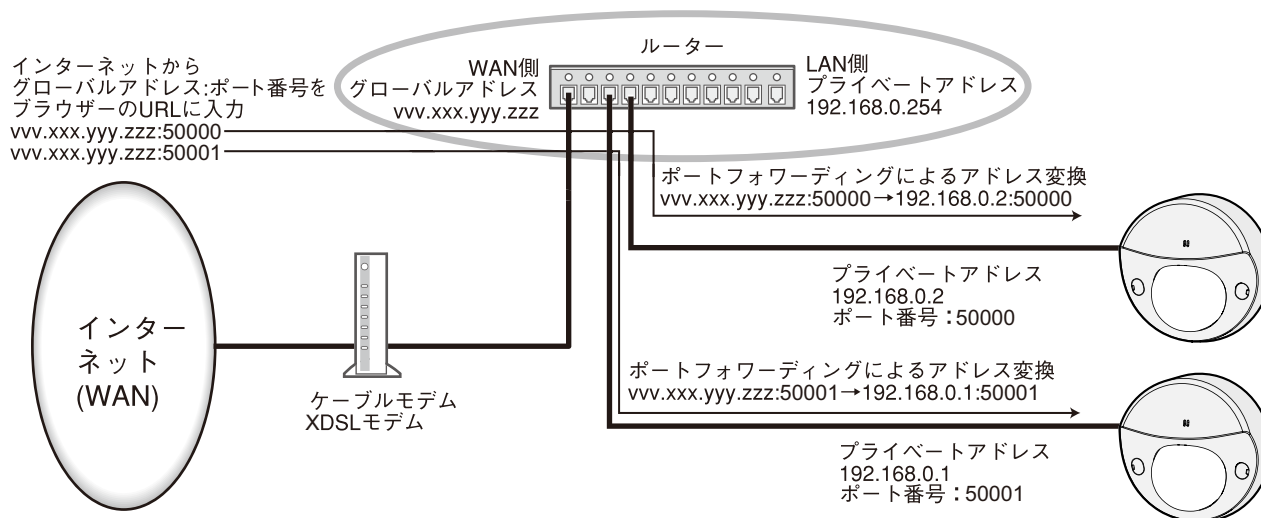 ルーター
インターネットから
グローバルアドレス:ポート番号を
ブラウザーのURLに入力
vvv.xxx.yyy.zzz:50000
vvv.xxx.yyy.zzz:50001
WAN側
グローバルアドレス
vvv.xxx.yyy.zzz
LAN側
プライベートアドレス
192.168.0.254
ポートフォワーディングによるアドレス変換
vvv.xxx.yyy.zzz:50000→192.168.0.2:50000
プライベートアドレス
192.168.0.2
ポート番号：50000
インター
ネット
(WAN)
ケーブルモデム
XDSLモデム
ポートフォワーディングによるアドレス変換
vvv.xxx.yyy.zzz:50001→192.168.0.1:50001
プライベートアドレス
192.168.0.1
ポート番号：50001